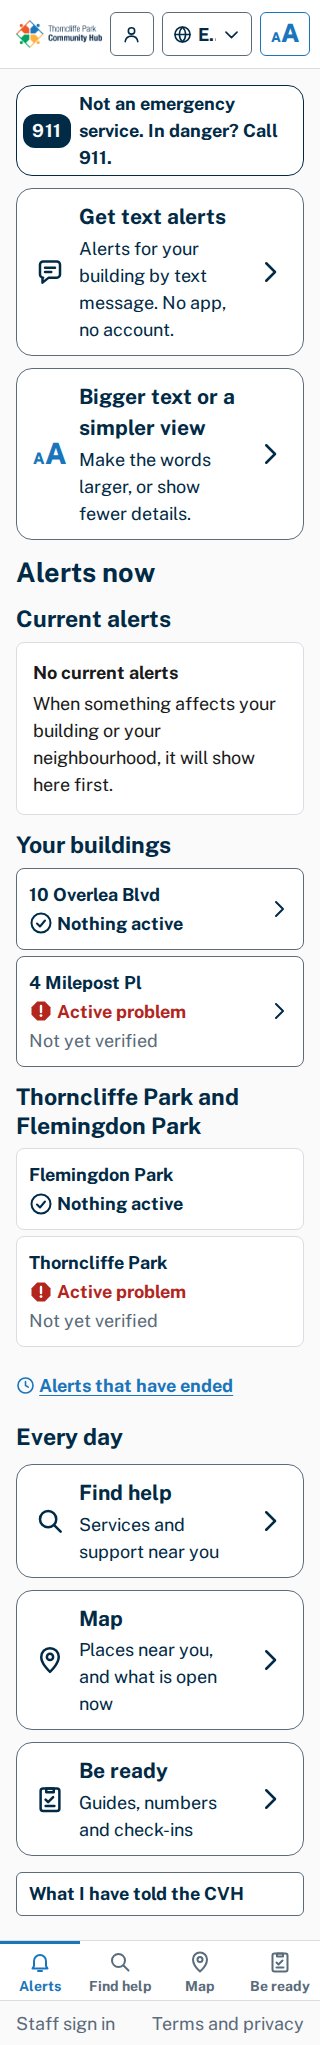 Thorncliffe Park
Community Hub
E..
AA
911
Not an emergency
service. In danger? Call
911.
Get text alerts
Alerts for your
building by text
message. No app,
no account.
AA
Bigger text or a
simpler view
Make the words
larger, or show
fewer details.
Alerts now
Current alerts
No current alerts
When something affects your
building or your
neighbourhood, it will show
here first.
Your buildings
10 Overlea Blvd
Nothing active
4 Milepost Pl
Active problem
Not yet verified
Thorncliffe Park and
Flemingdon Park
Flemingdon Park
Nothing active
Thorncliffe Park
Active problem
Not yet verified
Alerts that have ended
Every day
Find help
Services and
support near you
Map
Places near you,
and what is open
now
Be ready
Guides, numbers
and check-ins
What I have told the CVH
Alerts Find help Map Be ready
Staff sign in Terms and privacy